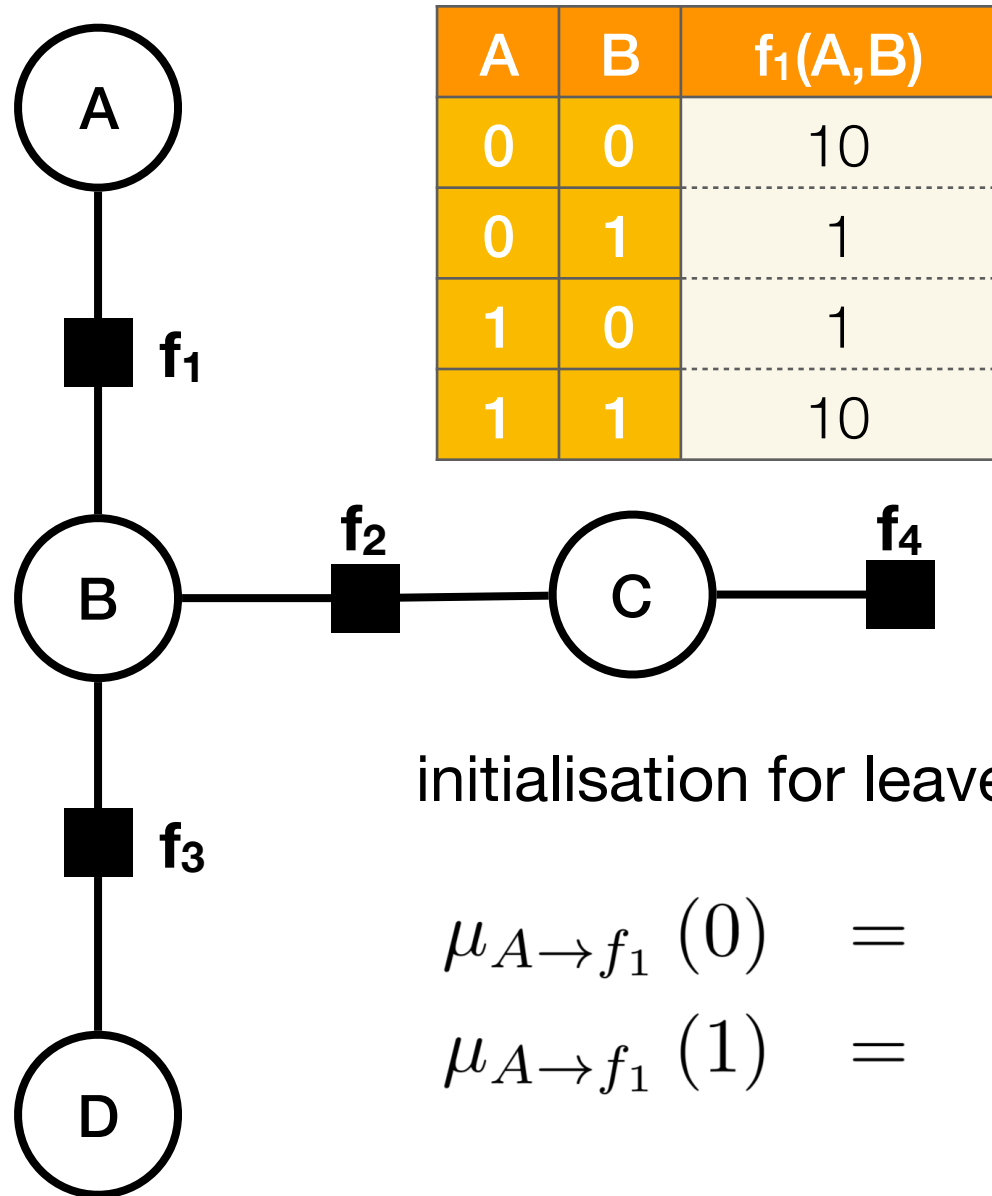 A
A B f₁(A,B)
0 0 10
0 1 1
1 0 1
1 1 10
f₁
B
f₂
C
f₄
initialisation for leave
f₃
μ_{A→f₁} (0) =
μ_{A→f₁} (1) =
D